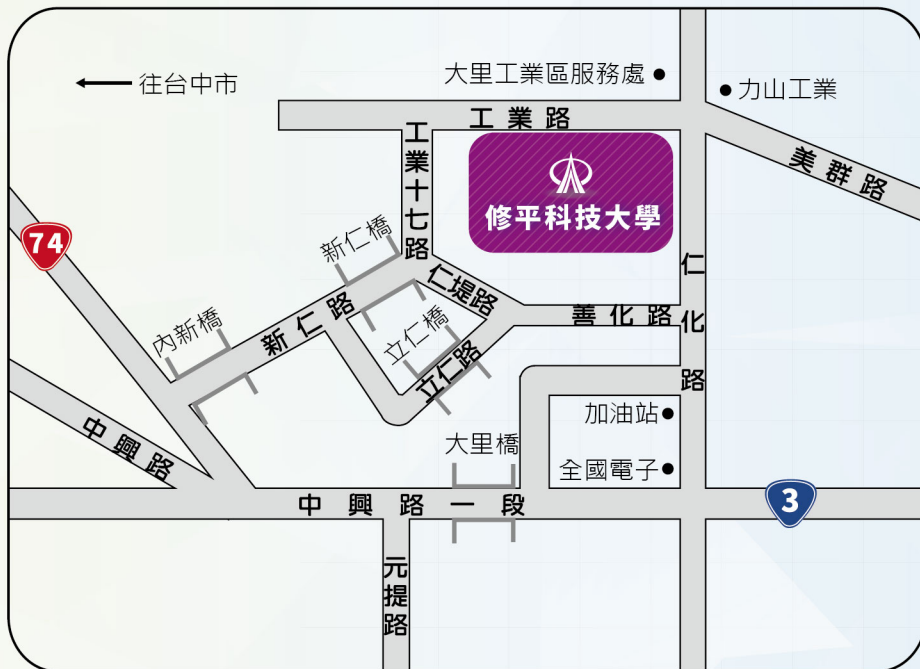 往台中市
大里工業區服務處
力山工業
工業路
美群路
工業十七路
修平科技大學
74
新仁橋
仁
化
路
仁堤路
善化路
內新橋
新仁路
立仁橋
立仁路
加油站
中興路
大里橋
全國電子
中興路一段
3
元提路